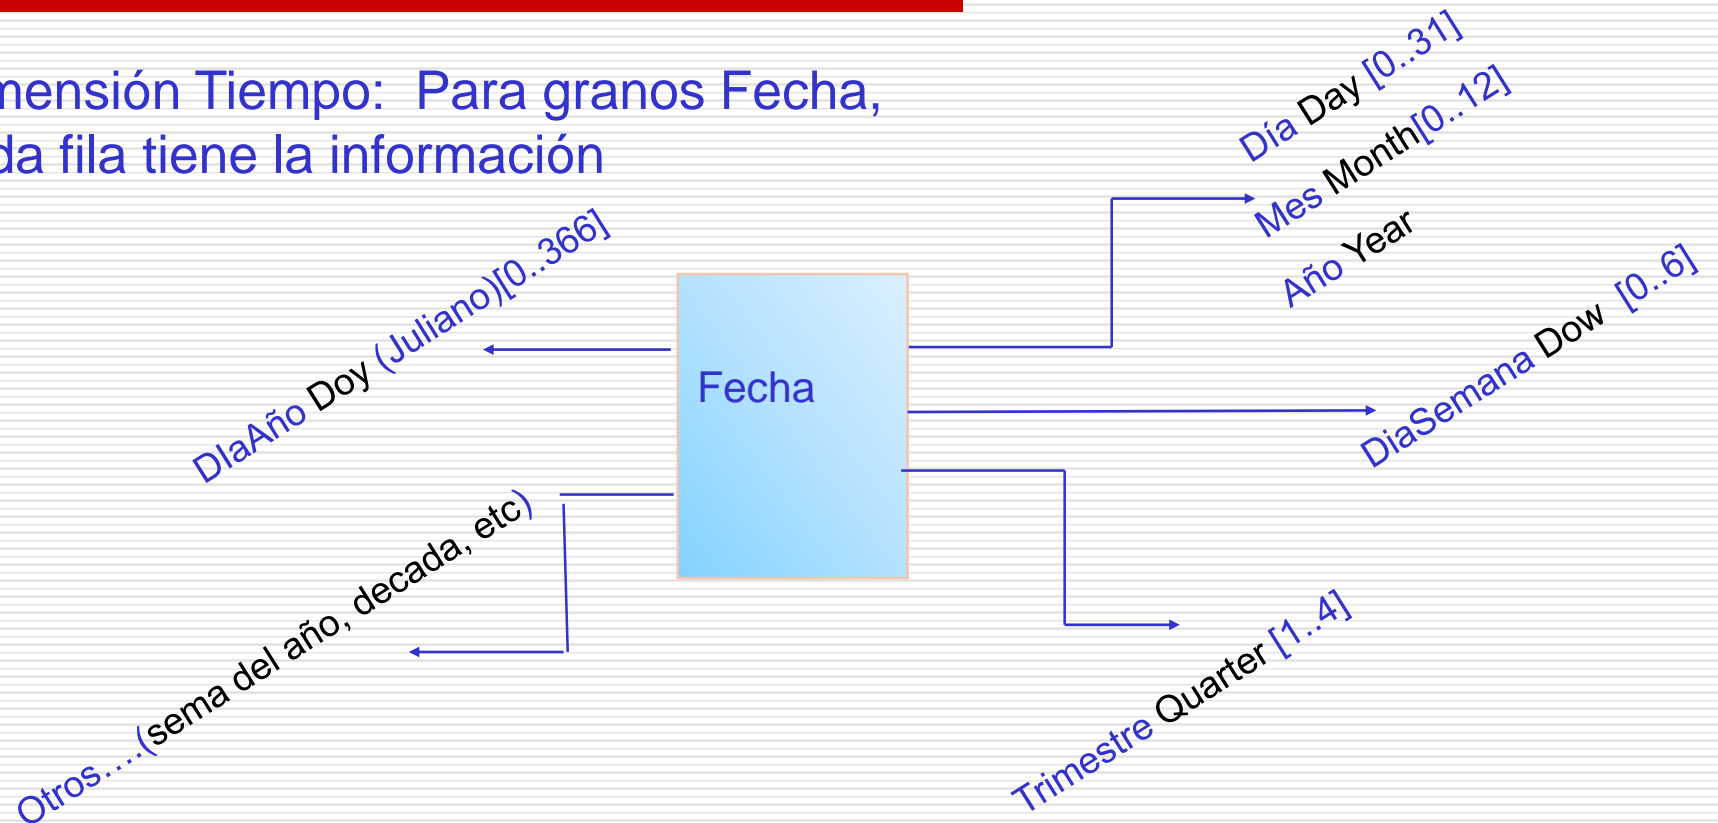 mensión Tiempo: Para granos Fecha,
da fila tiene la información
Día Day [0..31]
Mes Month[0..12]
Año Year
DiaSemana Dow [0..6]
DIaAño Doy (Juliano)[0..366]
Fecha
Otros….(sema del año, decada, etc)
Trimestre Quarter [1..4]